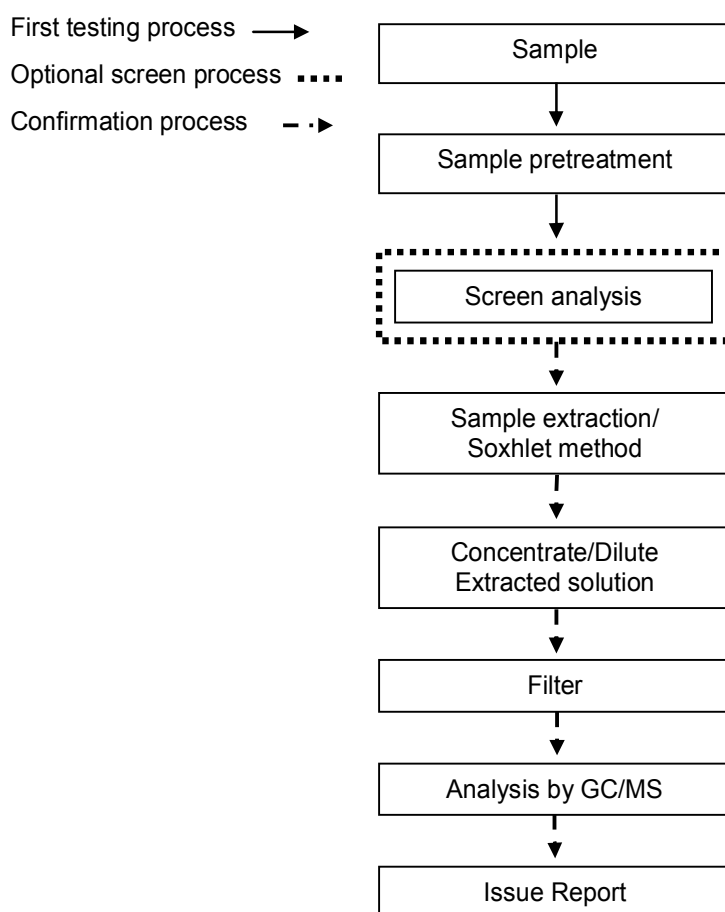 First testing process
Optional screen process
Confirmation process
Sample
Sample pretreatment
Screen analysis
Sample extraction/
Soxhlet method
Concentrate/Dilute
Extracted solution
Filter
Analysis by GC/MS
Issue Report